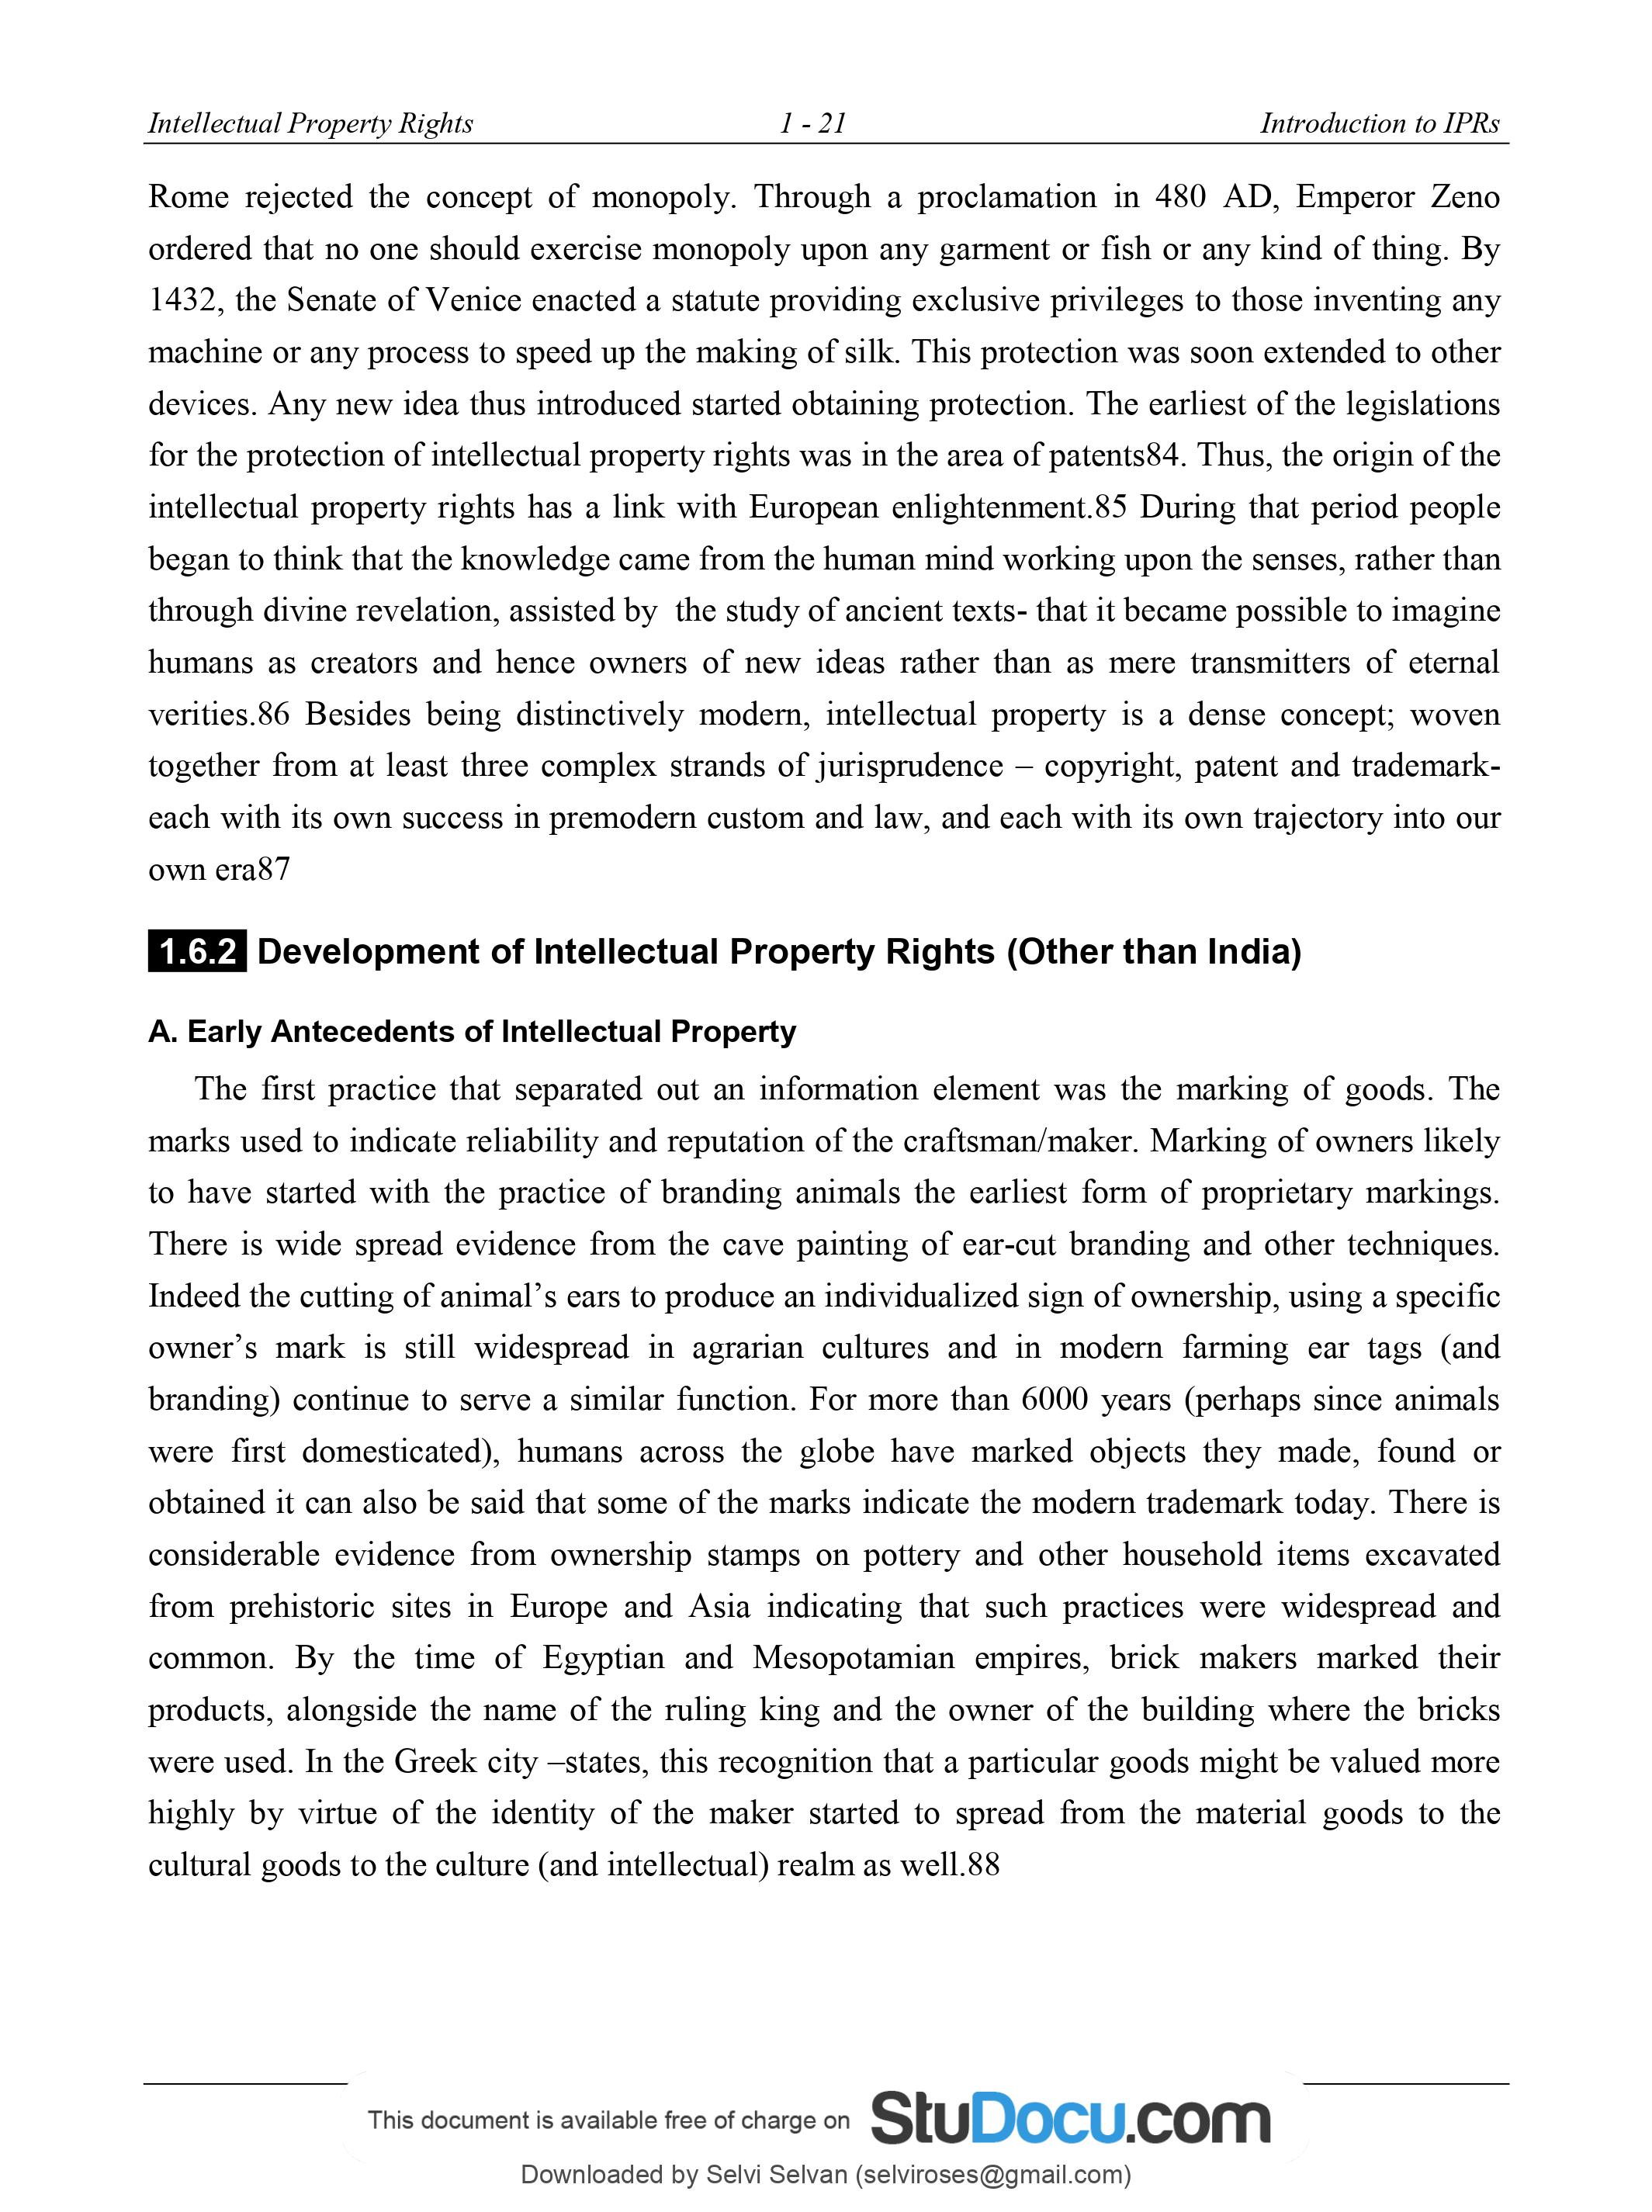 Intellectual Property Rights 1 - 21 Introduction to IPRs
Rome rejected the concept of monopoly. Through a proclamation in 480 AD, Emperor Zeno
ordered that no one should exercise monopoly upon any garment or fish or any kind of thing. By
1432, the Senate of Venice enacted a statute providing exclusive privileges to those inventing any
machine or any process to speed up the making of silk. This protection was soon extended to other
devices. Any new idea thus introduced started obtaining protection. The earliest of the legislations
for the protection of intellectual property rights was in the area of patents84. Thus, the origin of the
intellectual property rights has a link with European enlightenment.85 During that period people
began to think that the knowledge came from the human mind working upon the senses, rather than
through divine revelation, assisted by  the study of ancient texts- that it became possible to imagine
humans as creators and hence owners of new ideas rather than as mere transmitters of eternal
verities.86 Besides being distinctively modern, intellectual property is a dense concept; woven
together from at least three complex strands of jurisprudence – copyright, patent and trademark-
each with its own success in premodern custom and law, and each with its own trajectory into our
own era87
1.6.2 Development of Intellectual Property Rights (Other than India)
A. Early Antecedents of Intellectual Property
The first practice that separated out an information element was the marking of goods. The
marks used to indicate reliability and reputation of the craftsman/maker. Marking of owners likely
to have started with the practice of branding animals the earliest form of proprietary markings.
There is wide spread evidence from the cave painting of ear-cut branding and other techniques.
Indeed the cutting of animal’s ears to produce an individualized sign of ownership, using a specific
owner’s mark is still widespread in agrarian cultures and in modern farming ear tags (and
branding) continue to serve a similar function. For more than 6000 years (perhaps since animals
were first domesticated), humans across the globe have marked objects they made, found or
obtained it can also be said that some of the marks indicate the modern trademark today. There is
considerable evidence from ownership stamps on pottery and other household items excavated
from prehistoric sites in Europe and Asia indicating that such practices were widespread and
common. By the time of Egyptian and Mesopotamian empires, brick makers marked their
products, alongside the name of the ruling king and the owner of the building where the bricks
were used. In the Greek city –states, this recognition that a particular goods might be valued more
highly by virtue of the identity of the maker started to spread from the material goods to the
cultural goods to the culture (and intellectual) realm as well.88
This document is available free of charge on StuDocu.com
Downloaded by Selvi Selvan (selviroses@gmail.com)